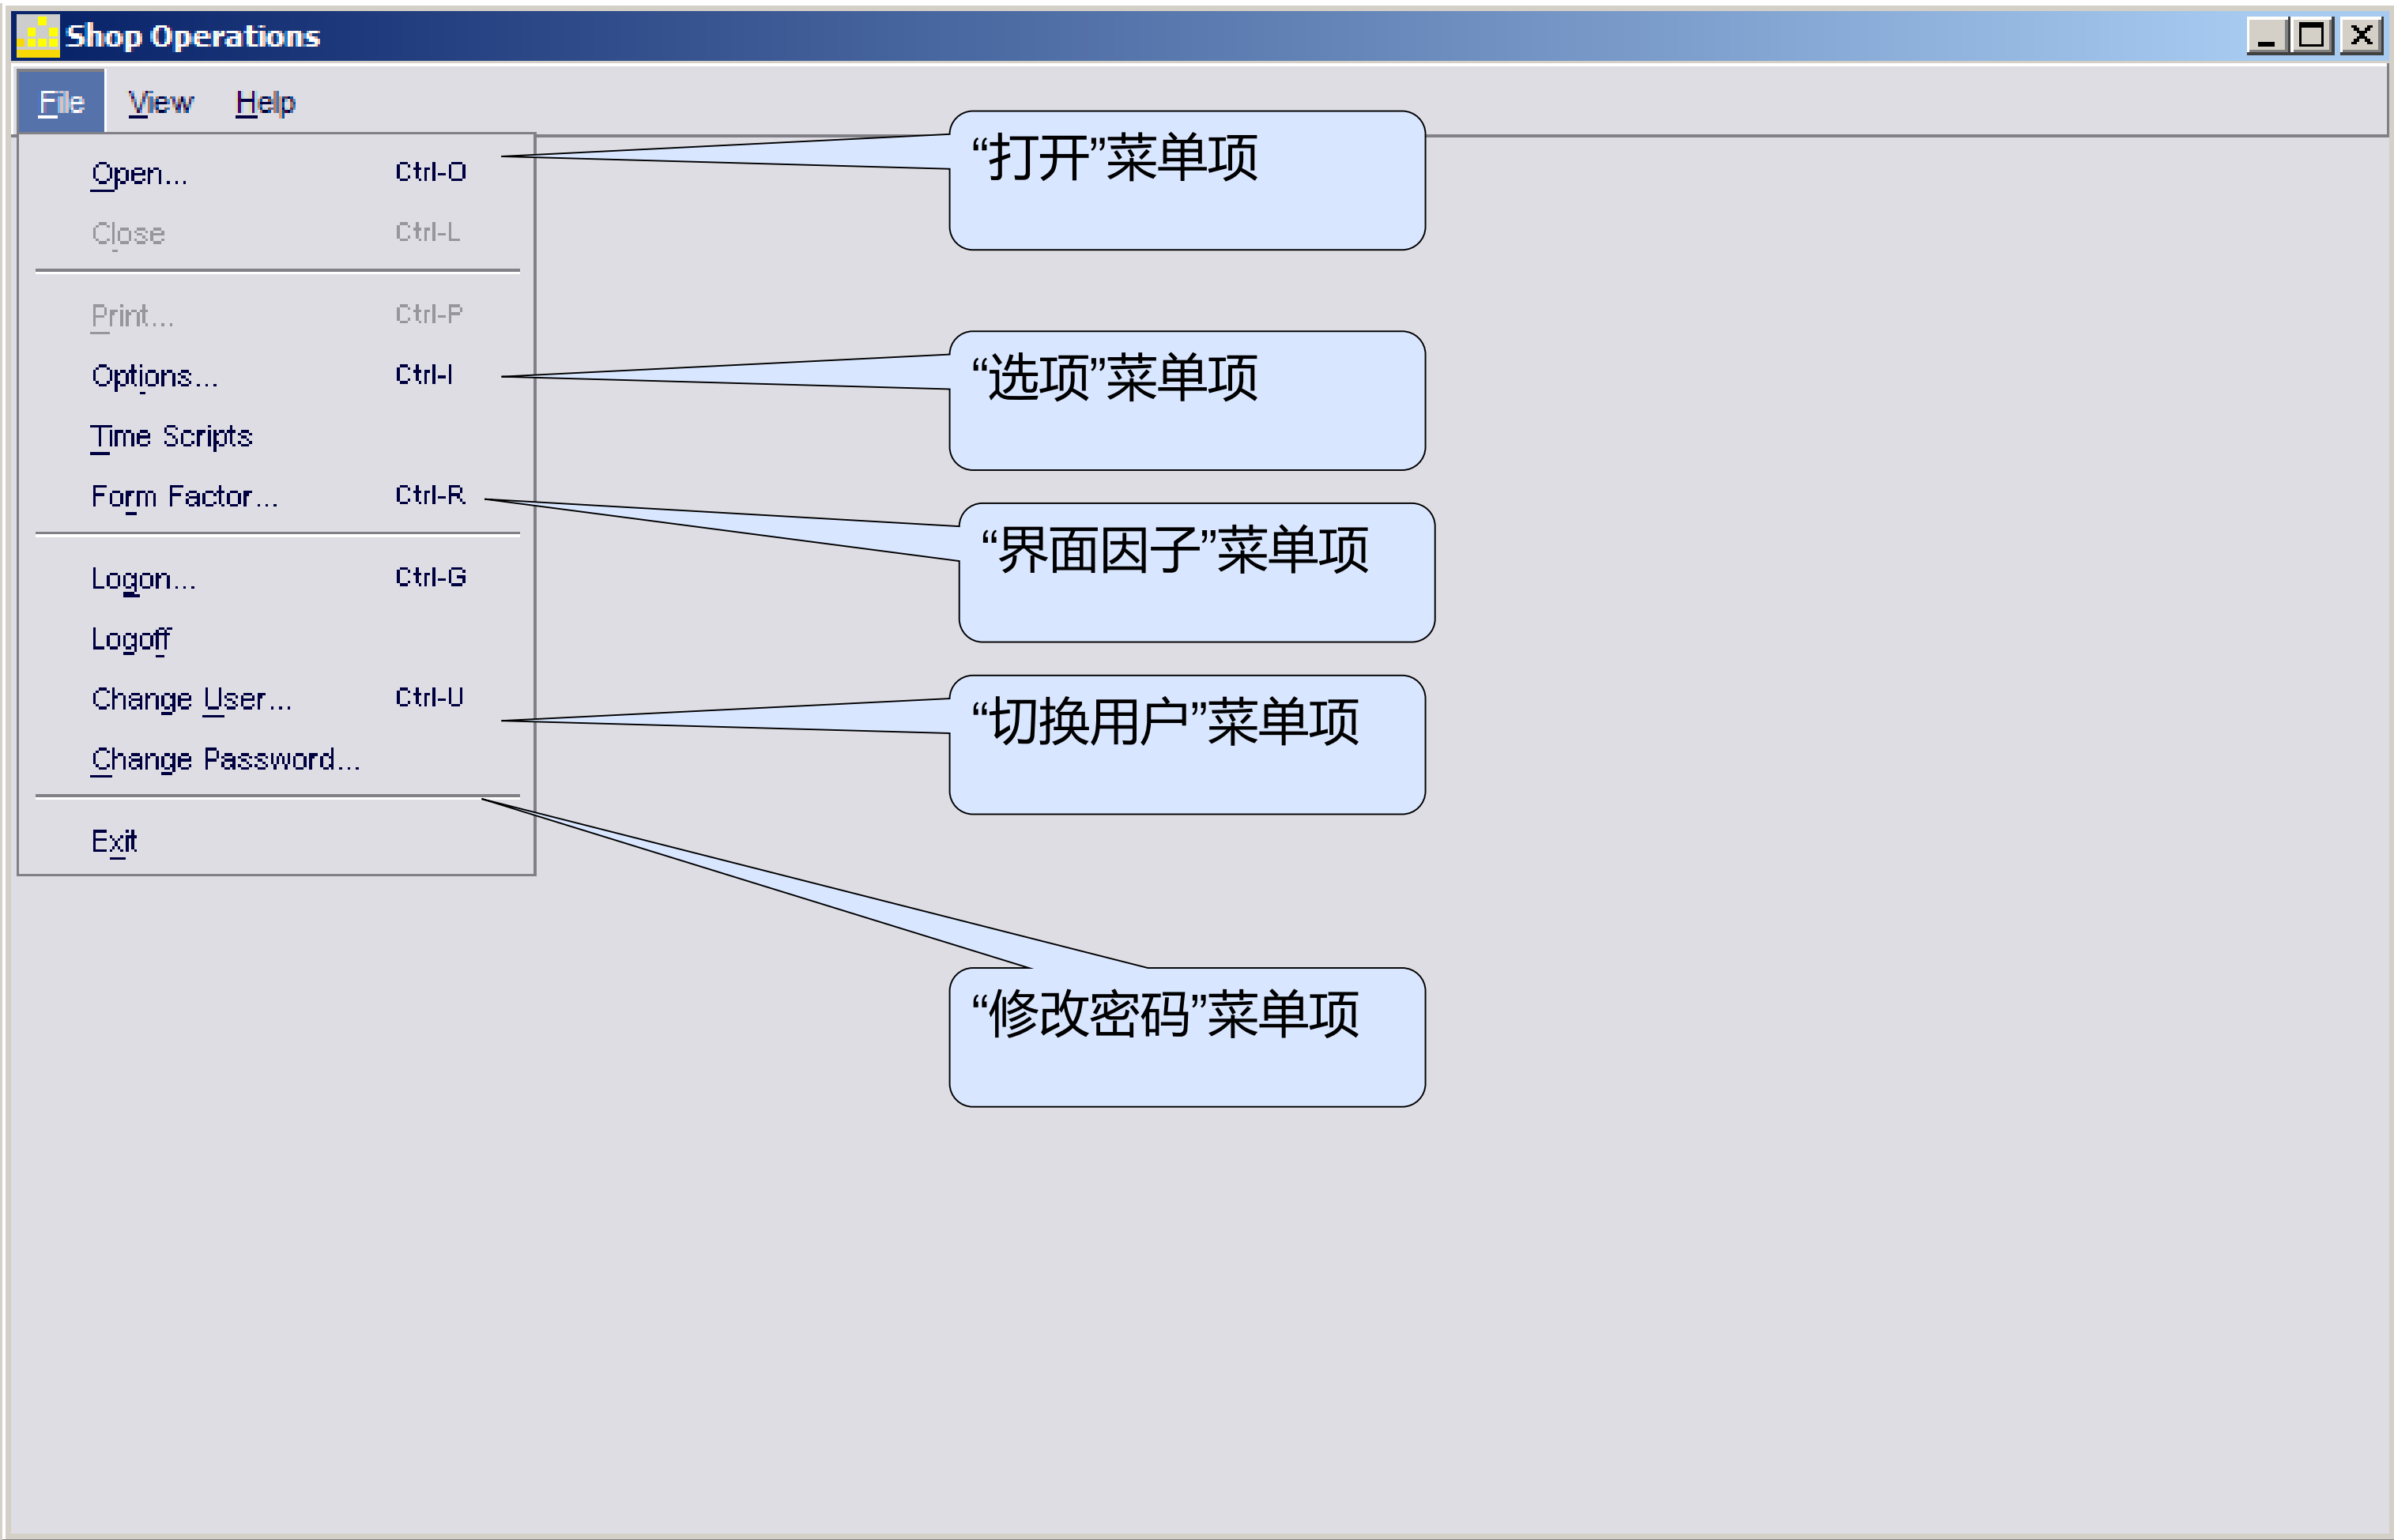 Shop Operations
File View Help
Open... Ctrl-O
“打开”菜单项
Close Ctrl-L
Print... Ctrl-P
Options... Ctrl-I
“选项”菜单项
Time Scripts
Form Factor... Ctrl-R
“界面因子”菜单项
Logon... Ctrl-G
Logoff
Change User... Ctrl-U
“切换用户”菜单项
Change Password...
Exit
“修改密码”菜单项